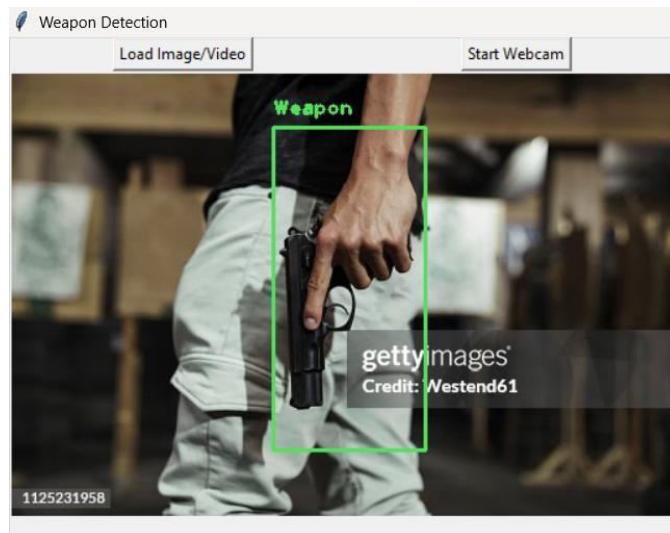 Weapon Detection
Load Image/Video
Start Webcam
Weapon
gettyimages
Credit: Westend61
1125231958